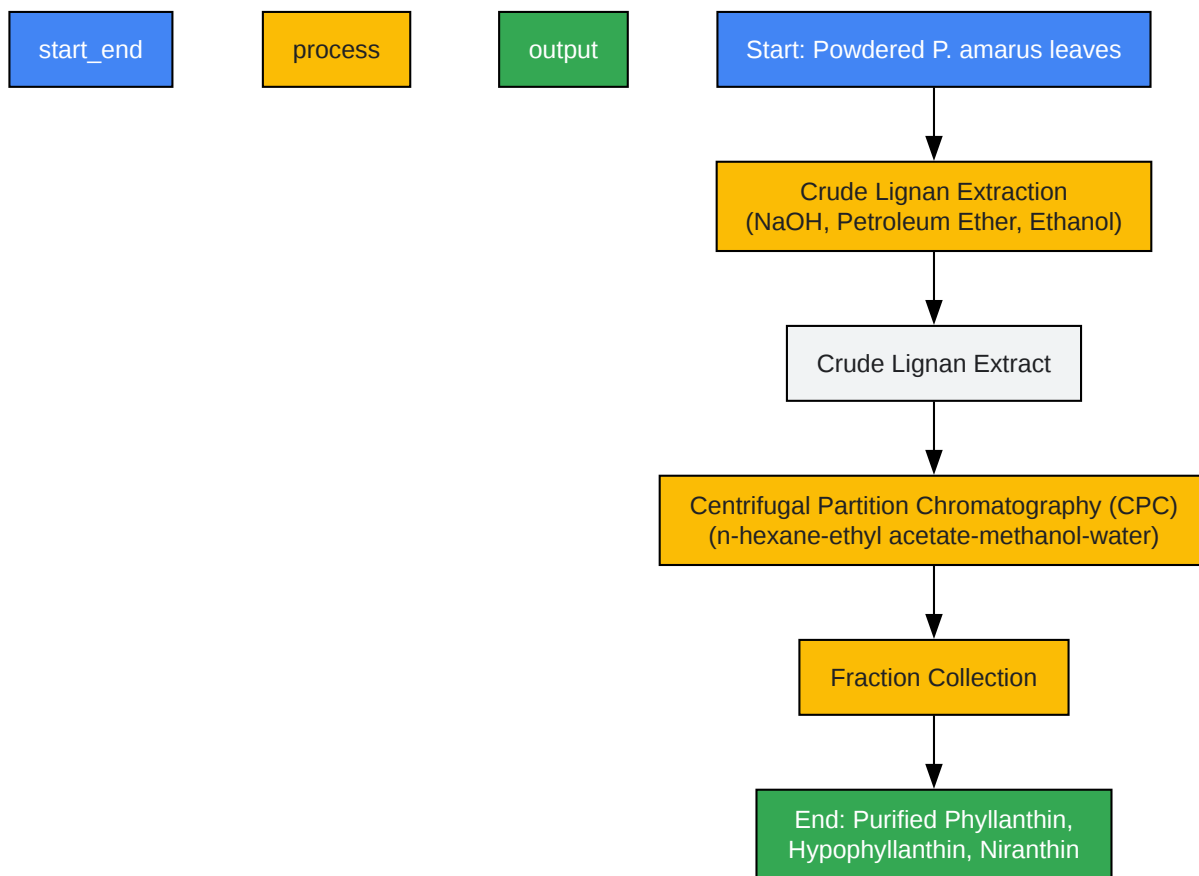 start_end
process
output
Start: Powdered P. amarus leaves
Crude Lignan Extraction
(NaOH, Petroleum Ether, Ethanol)
Crude Lignan Extract
Centrifugal Partition Chromatography (CPC)
(n-hexane-ethyl acetate-methanol-water)
Fraction Collection
End: Purified Phyllanthin,
Hypophyllanthin, Niranthin